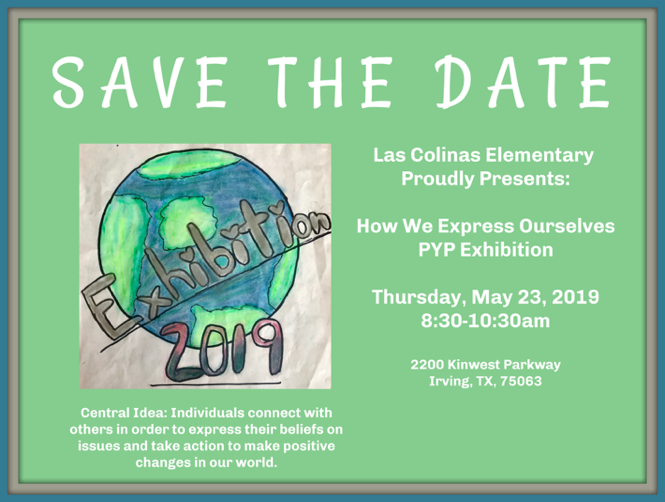 SAVE THE DATE
Exhibition
2019
Las Colinas Elementary
Proudly Presents:
How We Express Ourselves
PYP Exhibition
Thursday, May 23, 2019
8:30-10:30am
2200 Kinwest Parkway
Irving, TX, 75063
Central Idea: Individuals connect with
others in order to express their beliefs on
issues and take action to make positive
changes in our world.